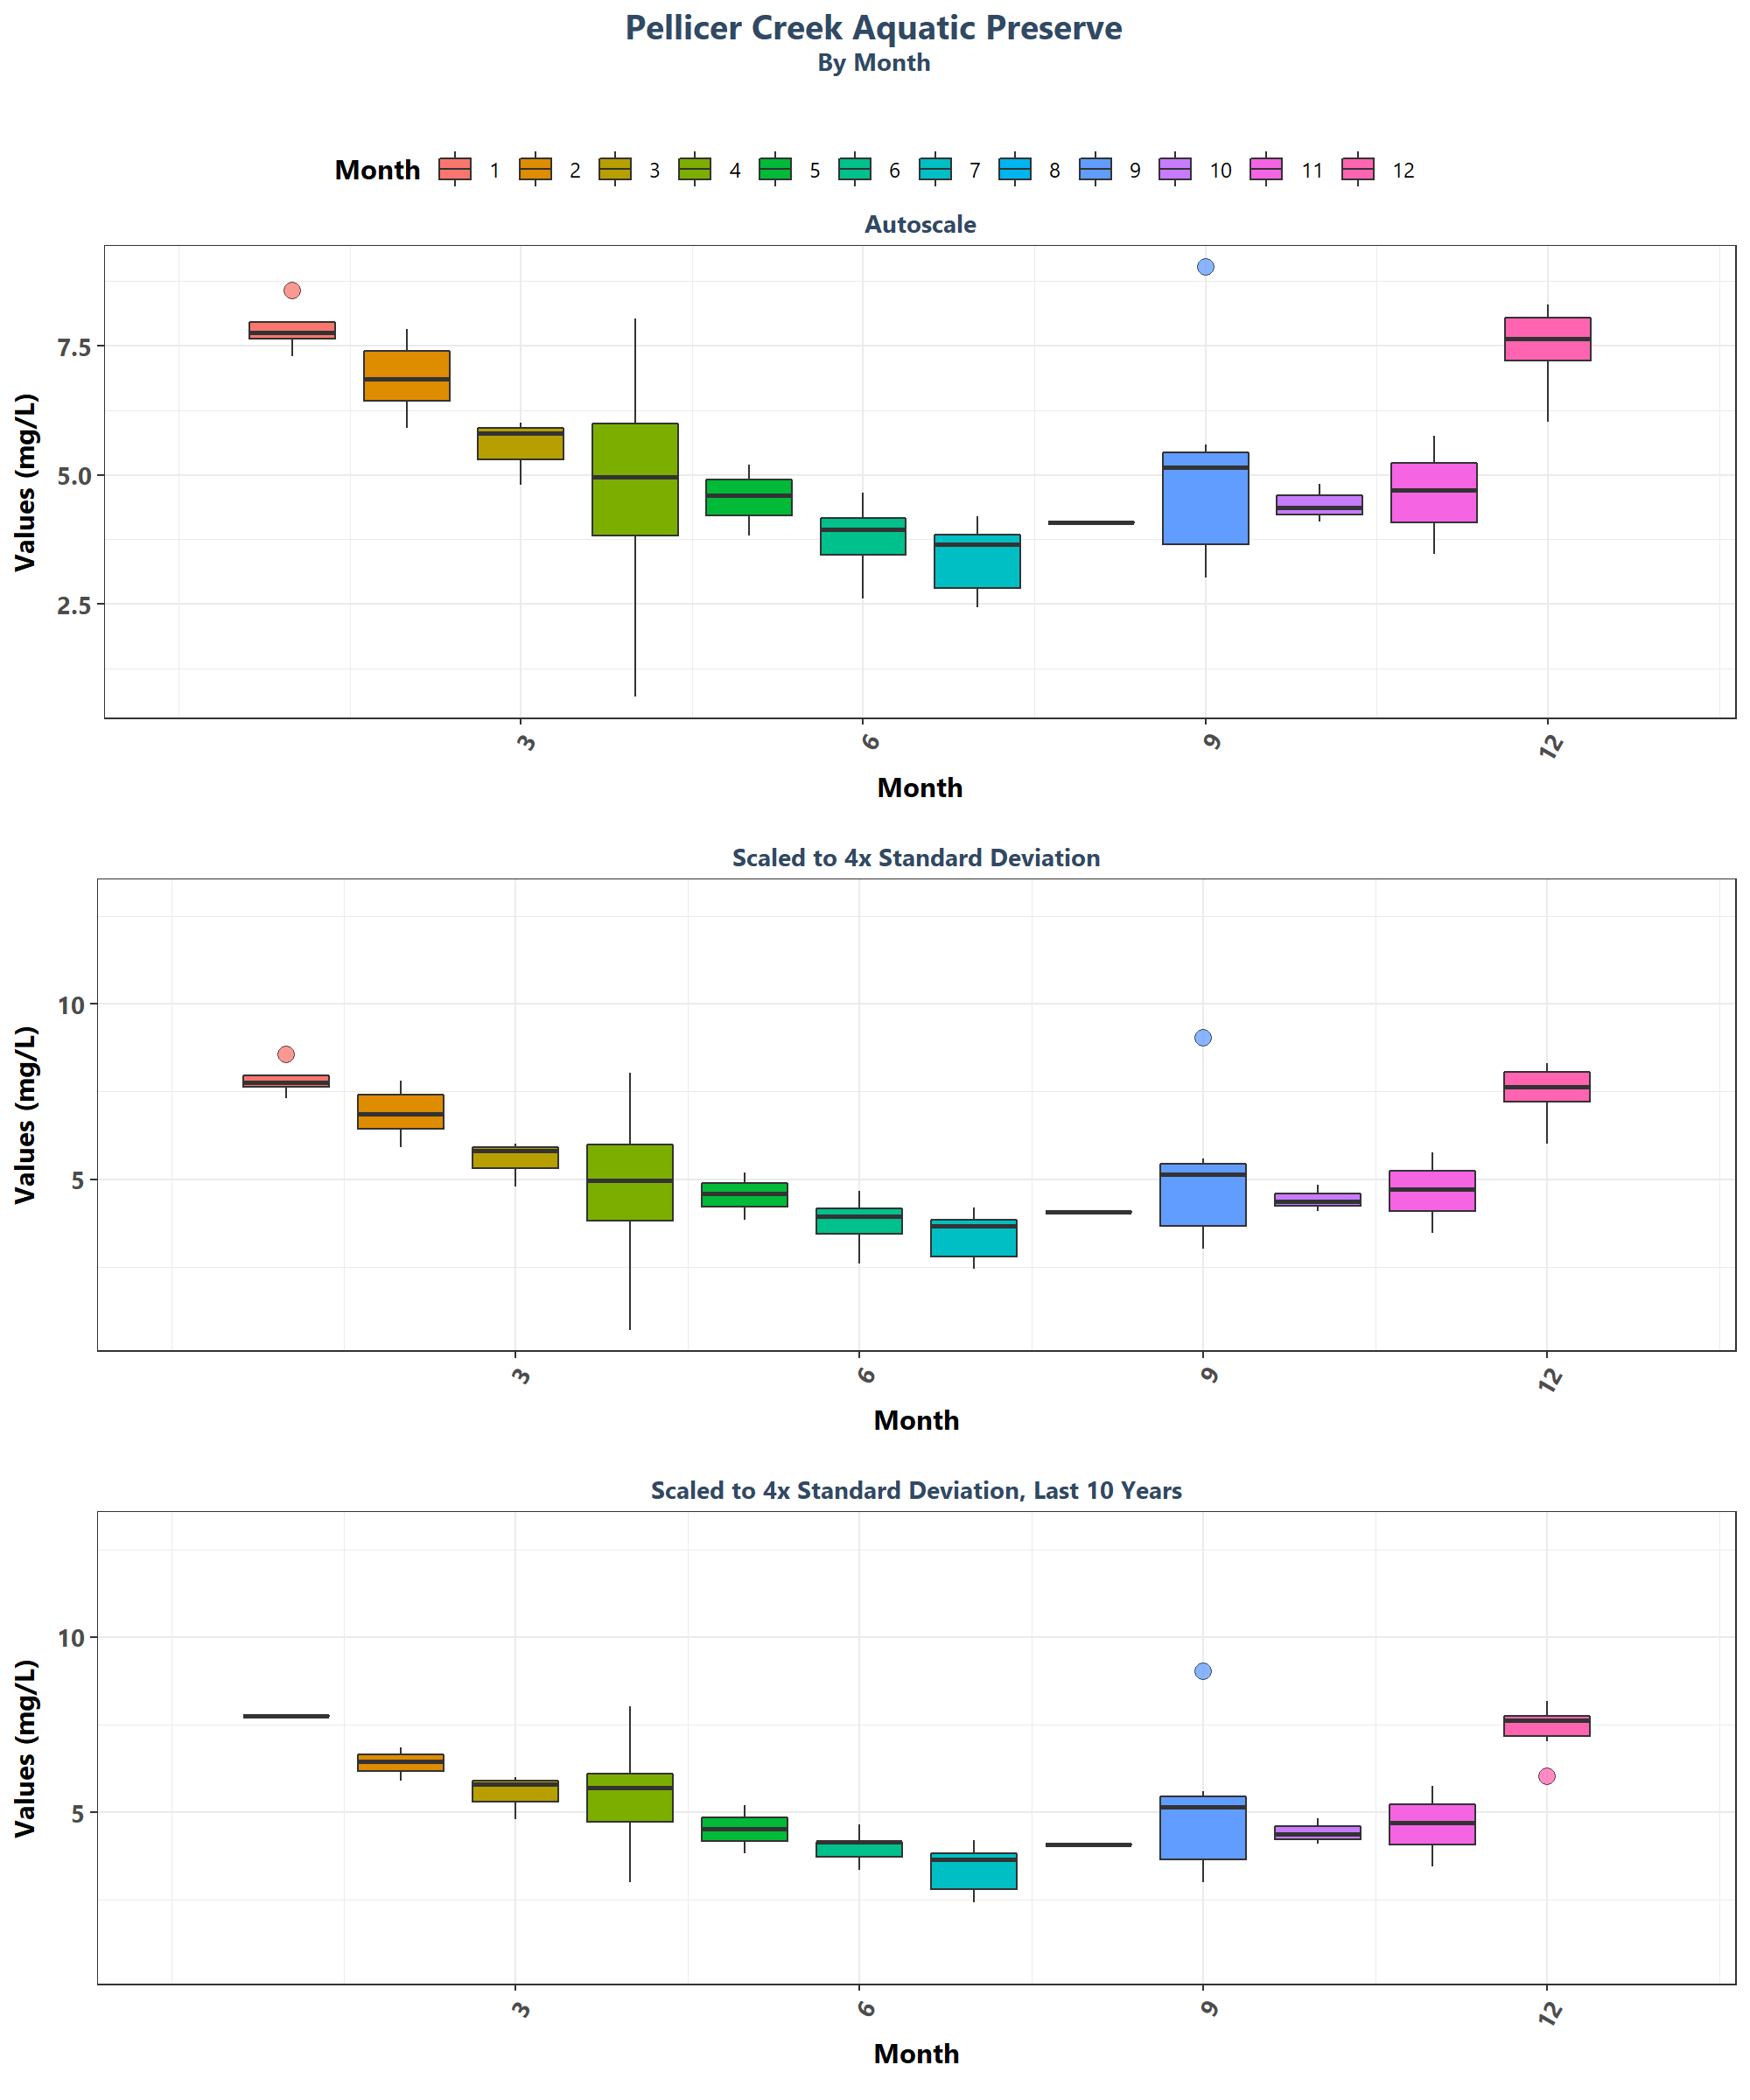 Pellicer Creek Aquatic Preserve
By Month
Month 1 2 3 4 5 6 7 8 9 10 11 12
Autoscale
Values (mg/L)
7.5
5.0
2.5
3 6 9 12
Month
Scaled to 4x Standard Deviation
Values (mg/L)
10
5
3 6 9 12
Month
Scaled to 4x Standard Deviation, Last 10 Years
Values (mg/L)
10
5
3 6 9 12
Month